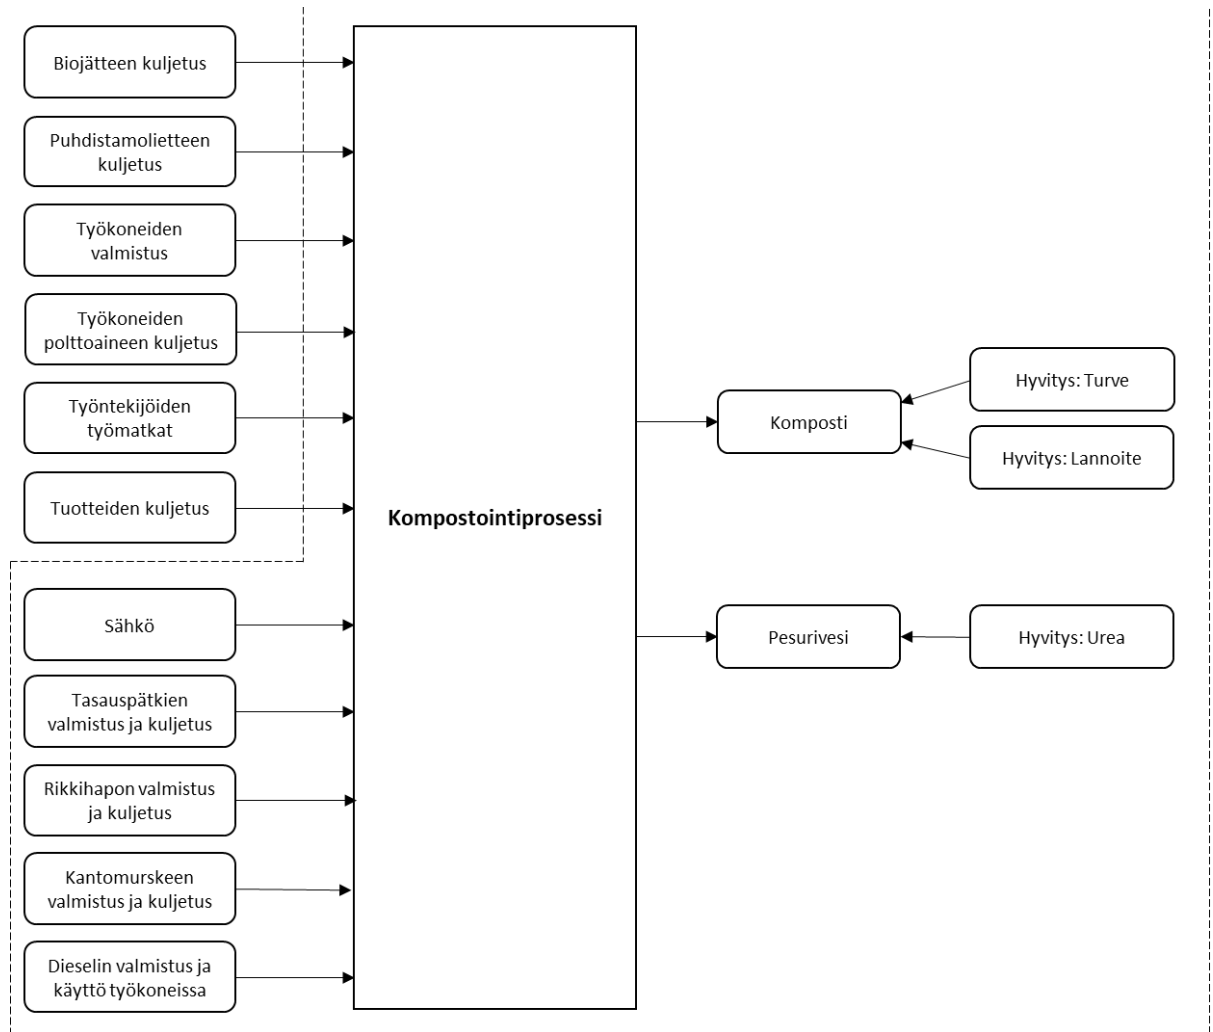 Biojätteen kuljetus
Puhdistamolietteen
kuljetus
Työkoneiden
valmistus
Työkoneiden
polttoaineen kuljetus
Työntekijöiden
työmatkat
Tuotteiden kuljetus
Sähkö
Tasauspätkien
valmistus ja kuljetus
Rikkihapon valmistus
ja kuljetus
Kantomurskeen
valmistus ja kuljetus
Dieselin valmistus ja
käyttö työkoneissa
Kompostointiprosessi
Komposti
Hyvitys: Turve
Hyvitys: Lannoite
Pesurivesi
Hyvitys: Urea